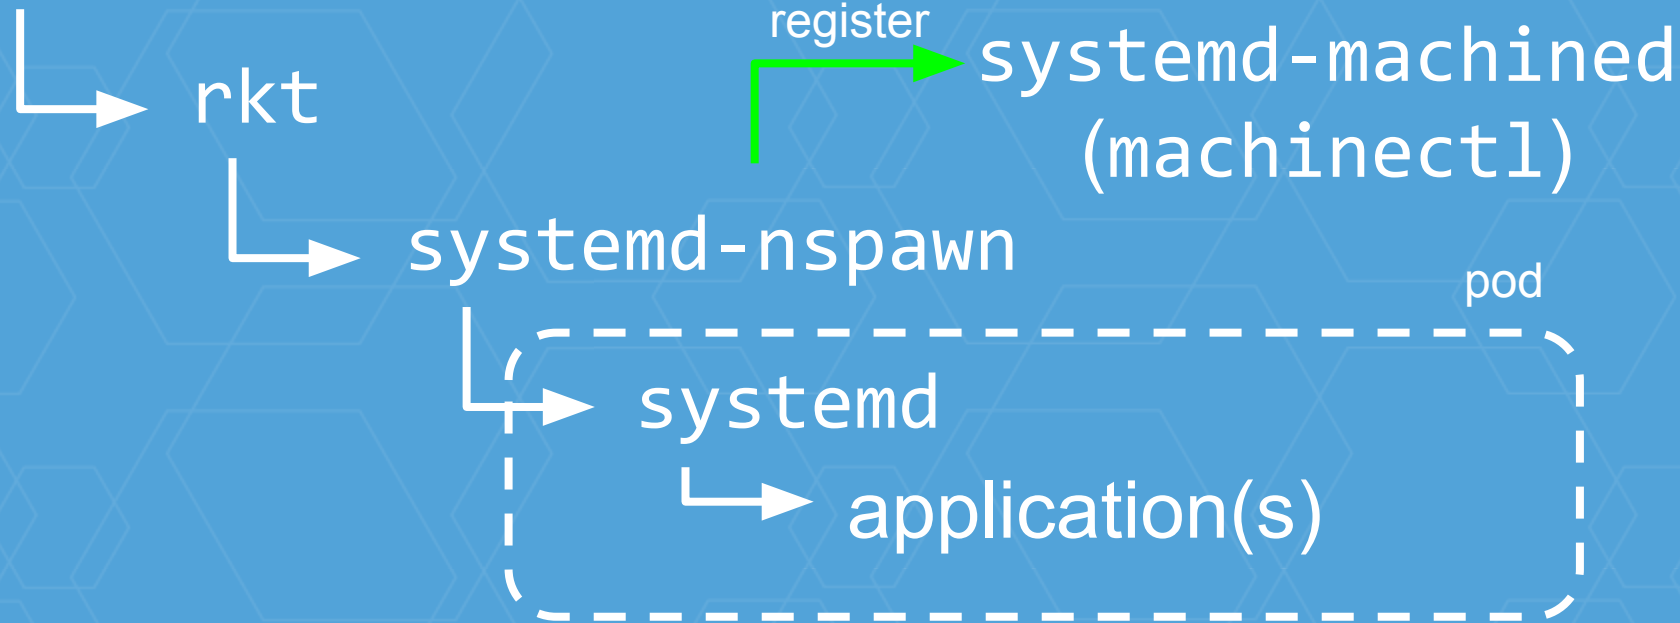 register
systemd-machined
(machinectl)
rkt
systemd-nspawn
pod
systemd
application(s)